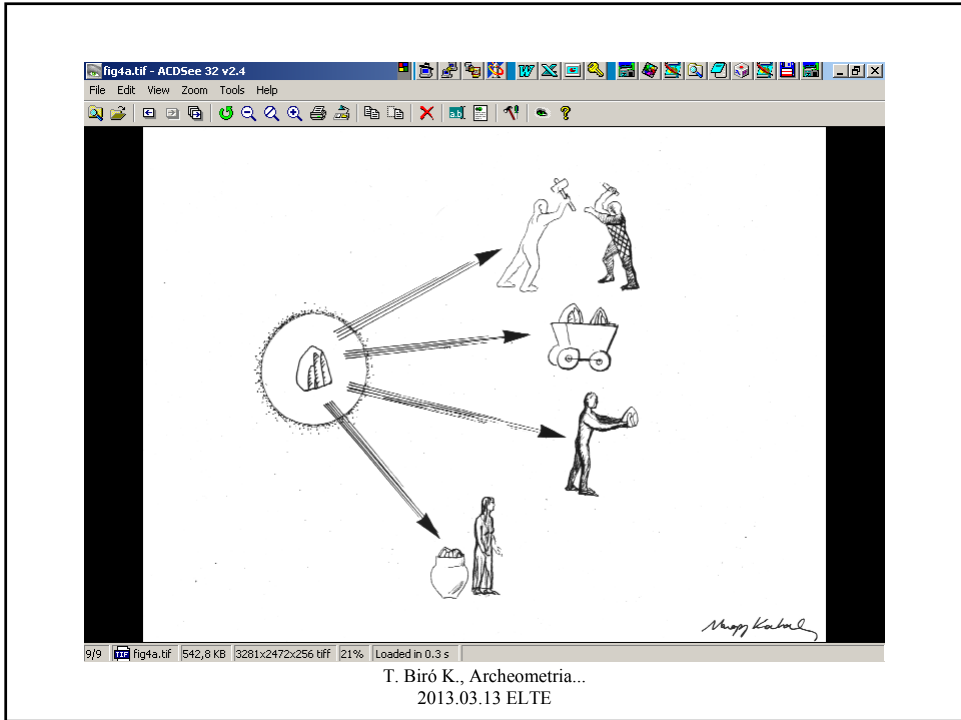 fig4a.tif - ACDSee 32 v2.4
File Edit View Zoom Tools Help
9/9 fig4a.tif 542,8 KB 3281x2472x256 tiff 21% Loaded in 0.3 s
T. Biró K., Archeometria...
2013.03.13 ELTE